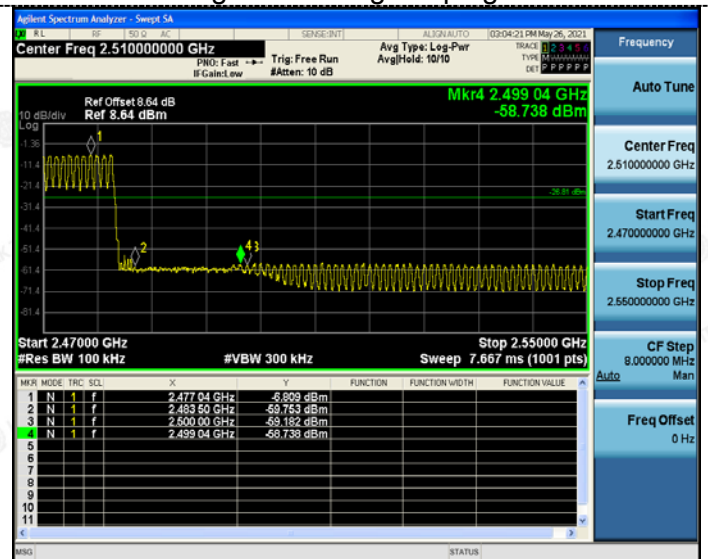 Agilent Spectrum Analyzer - Swept SA
RL RF 50 Ω AC SENSE:INT ALIGNAUTO 03:04:21 PM May 26, 2021
Center Freq 2.510000000 GHz
PNO: Fast
IFGain:Low
Trig: Free Run
#Atten: 10 dB
Avg Type: Log-Pwr
Avg|Hold: 10/10
TRACE 1 2 3 4 5 6
TYPE
DET P P P P P P
Ref Offset 8.64 dB
Ref 8.64 dBm
Mkr4 2.499 04 GHz
-58.738 dBm
10 dB/div
Log
-1.36
-11.4
-21.4
-31.4
-41.4
-51.4
-61.4
-71.4
-81.4
1
2
4 3
-26.81 dBm
Start 2.47000 GHz
Stop 2.55000 GHz
#Res BW 100 kHz
#VBW 300 kHz
Sweep 7.667 ms (1001 pts)
MKR MODE TRC SCL X Y FUNCTION FUNCTION WIDTH FUNCTION VALUE
1 N 1 f 2.477 04 GHz -6.809 dBm
2 N 1 f 2.483 50 GHz -59.753 dBm
3 N 1 f 2.500 00 GHz -59.182 dBm
4 N 1 f 2.499 04 GHz -58.738 dBm
5
6
7
8
9
10
11
MSG STATUS
Frequency
Auto Tune
Center Freq
2.510000000 GHz
Start Freq
2.470000000 GHz
Stop Freq
2.550000000 GHz
CF Step
8.000000 MHz
Auto Man
Freq Offset
0 Hz